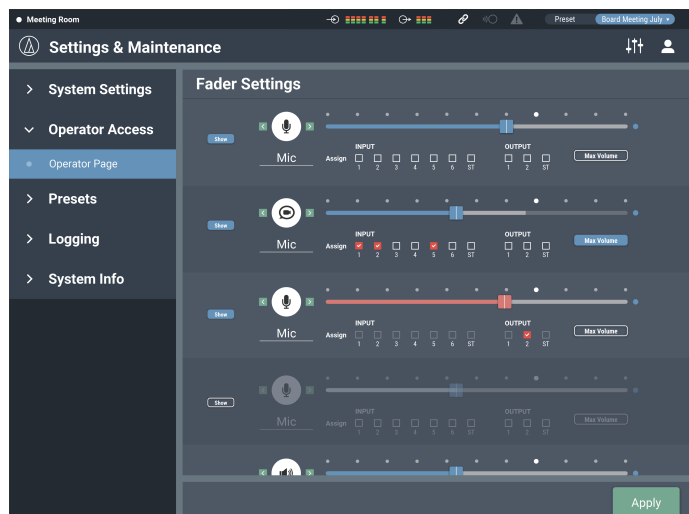 Meeting Room
Preset
Board Meeting July
Settings & Maintenance
System Settings
Operator Access
Operator Page
Presets
Logging
System Info
Fader Settings
Show
Mic
Assign
INPUT
1 2 3 4 5 6 ST
OUTPUT
1 2 ST
Max Volume
Show
Mic
Assign
INPUT
1 2 3 4 5 6 ST
OUTPUT
1 2 ST
Max Volume
Show
Mic
Assign
INPUT
1 2 3 4 5 6 ST
OUTPUT
1 2 ST
Max Volume
Show
Mic
Assign
INPUT
1 2 3 4 5 6 ST
OUTPUT
1 2 ST
Max Volume
Apply